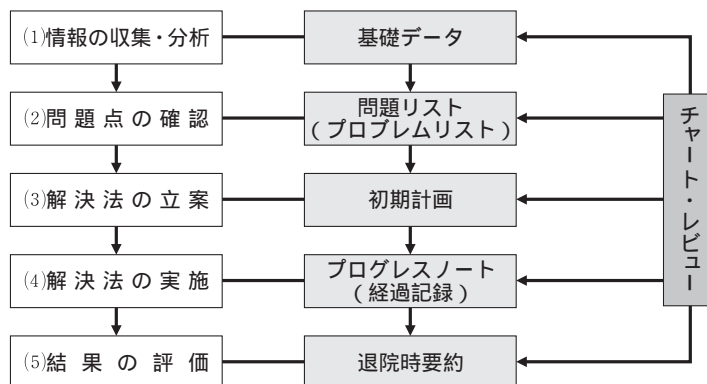 (1)情報の収集・分析
基礎データ
(2)問題点の確認
問題リスト
(プロブレムリスト)
(3)解決法の立案
初期計画
(4)解決法の実施
プログレスノート
(経過記録)
(5)結果の評価
退院時要約
チャート・レビュー